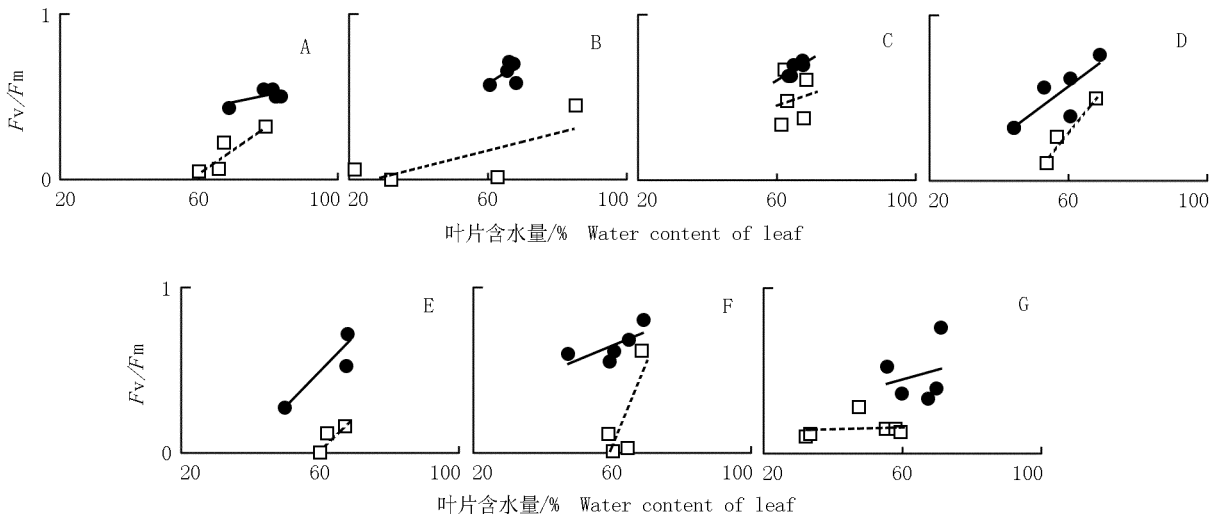 1
A
B
C
D
Fv/Fm
0
20 60 100 20 60 100 20 60 100 20 60 100
叶片含水量/% Water content of leaf
1
E
F
G
Fv/Fm
0
20 60 100 20 60 100 20 60 100
叶片含水量/% Water content of leaf